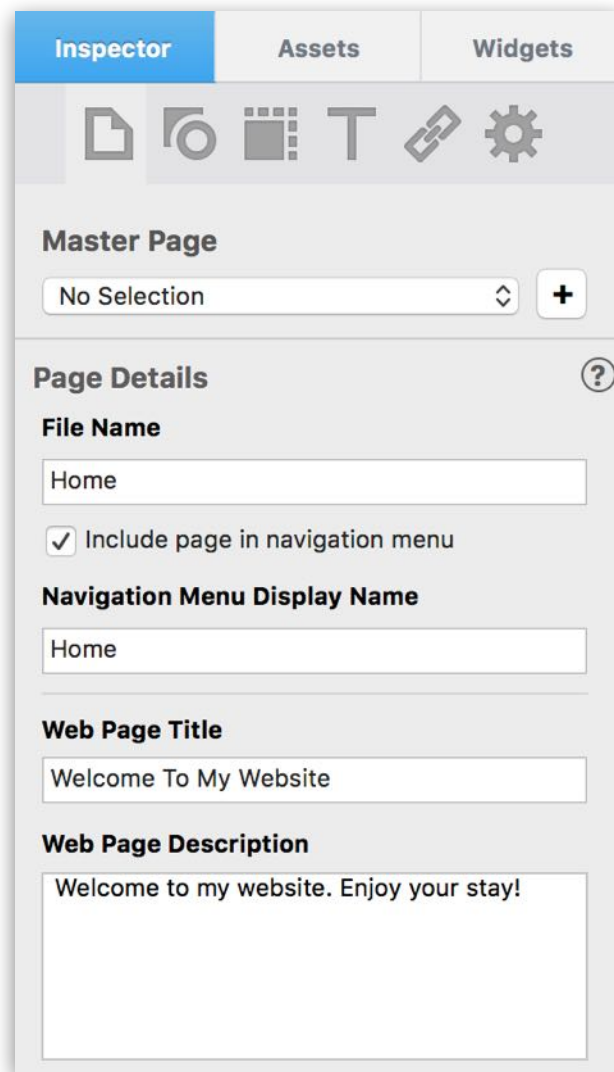 Inspector Assets Widgets
Master Page
No Selection
+
Page Details
?
File Name
Home
Include page in navigation menu
Navigation Menu Display Name
Home
Web Page Title
Welcome To My Website
Web Page Description
Welcome to my website. Enjoy your stay!